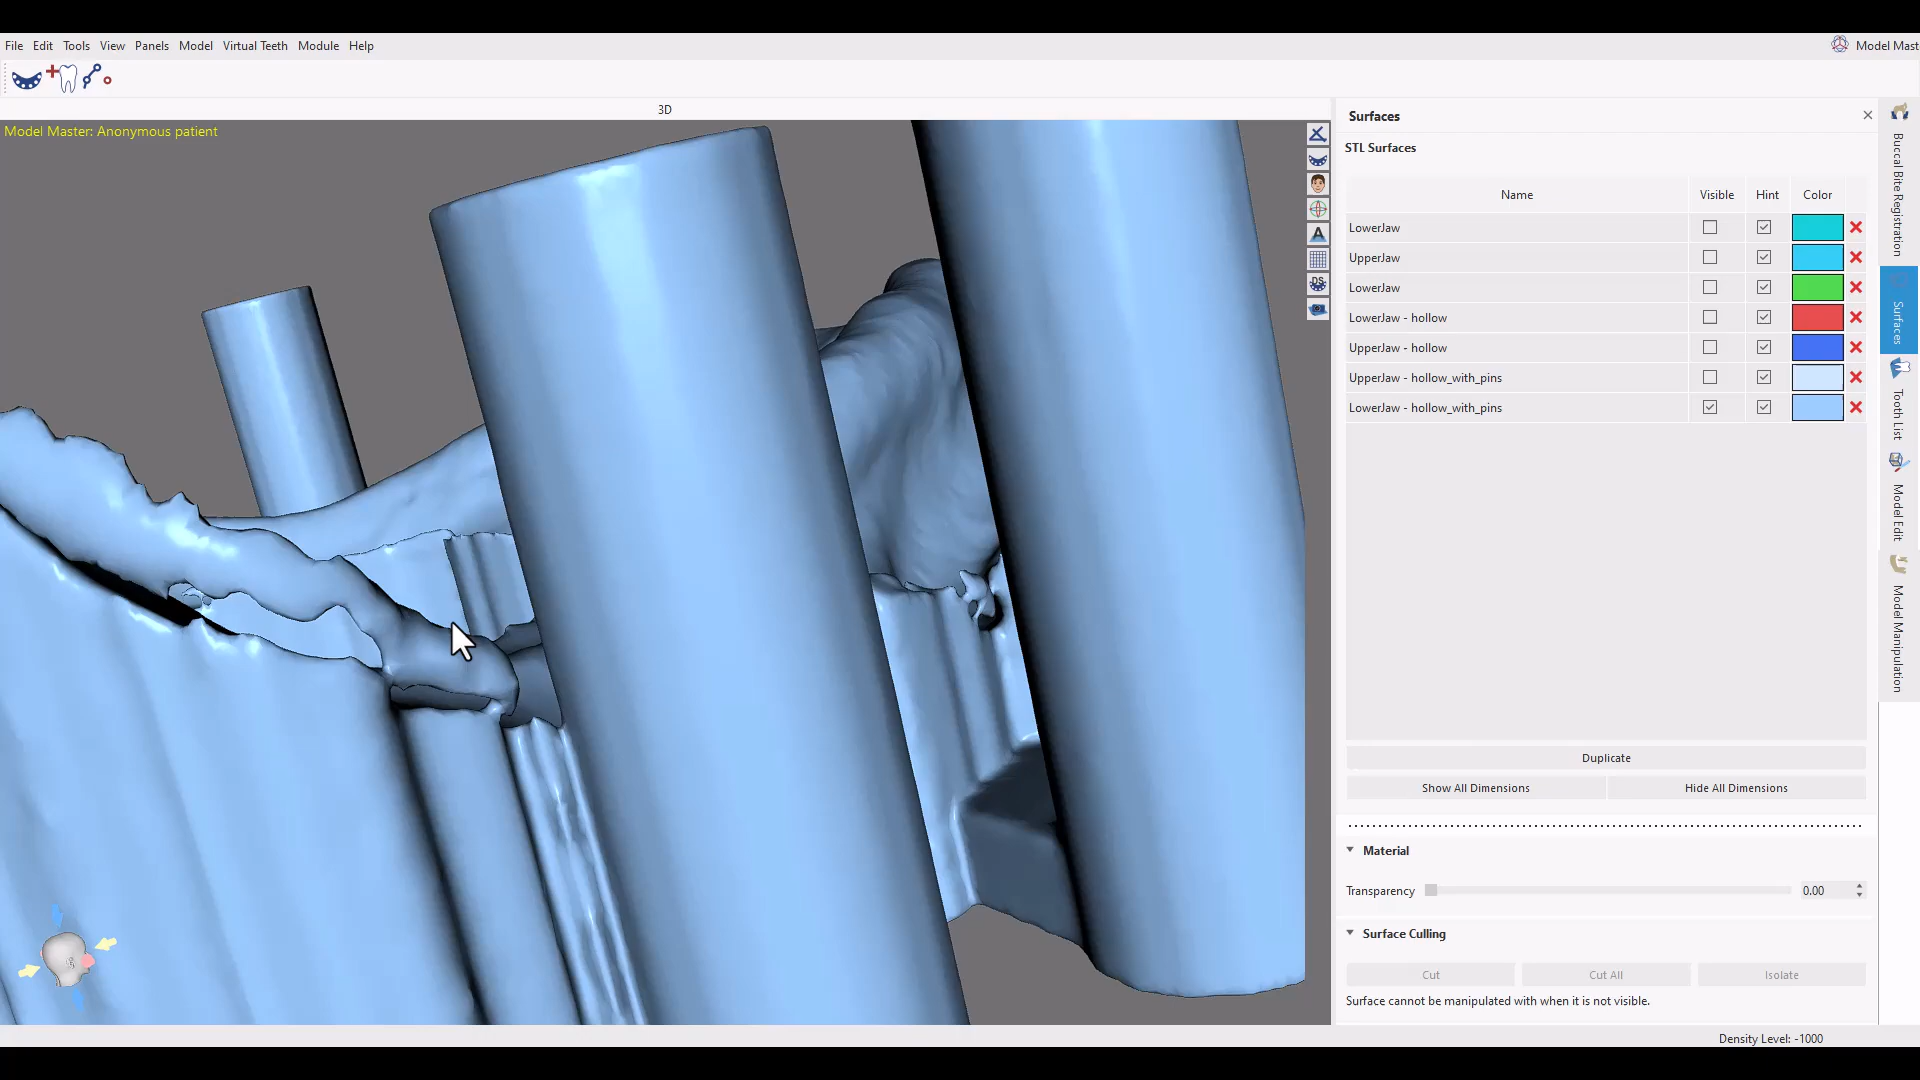 File Edit Tools View Panels Model Virtual Teeth Module Help
Model Mast
3D
Model Master: Anonymous patient
A
DS
Surfaces
STL Surfaces
Name Visible Hint Color
LowerJaw
UpperJaw
LowerJaw
LowerJaw - hollow
UpperJaw - hollow
UpperJaw - hollow_with_pins
LowerJaw - hollow_with_pins
Duplicate
Show All Dimensions Hide All Dimensions
Material
Transparency 0.00
Surface Culling
Cut Cut All Isolate
Surface cannot be manipulated with when it is not visible.
Buccal Bite Registration
Surfaces
Tooth List
Model Edit
Model Manipulation
Density Level: -1000